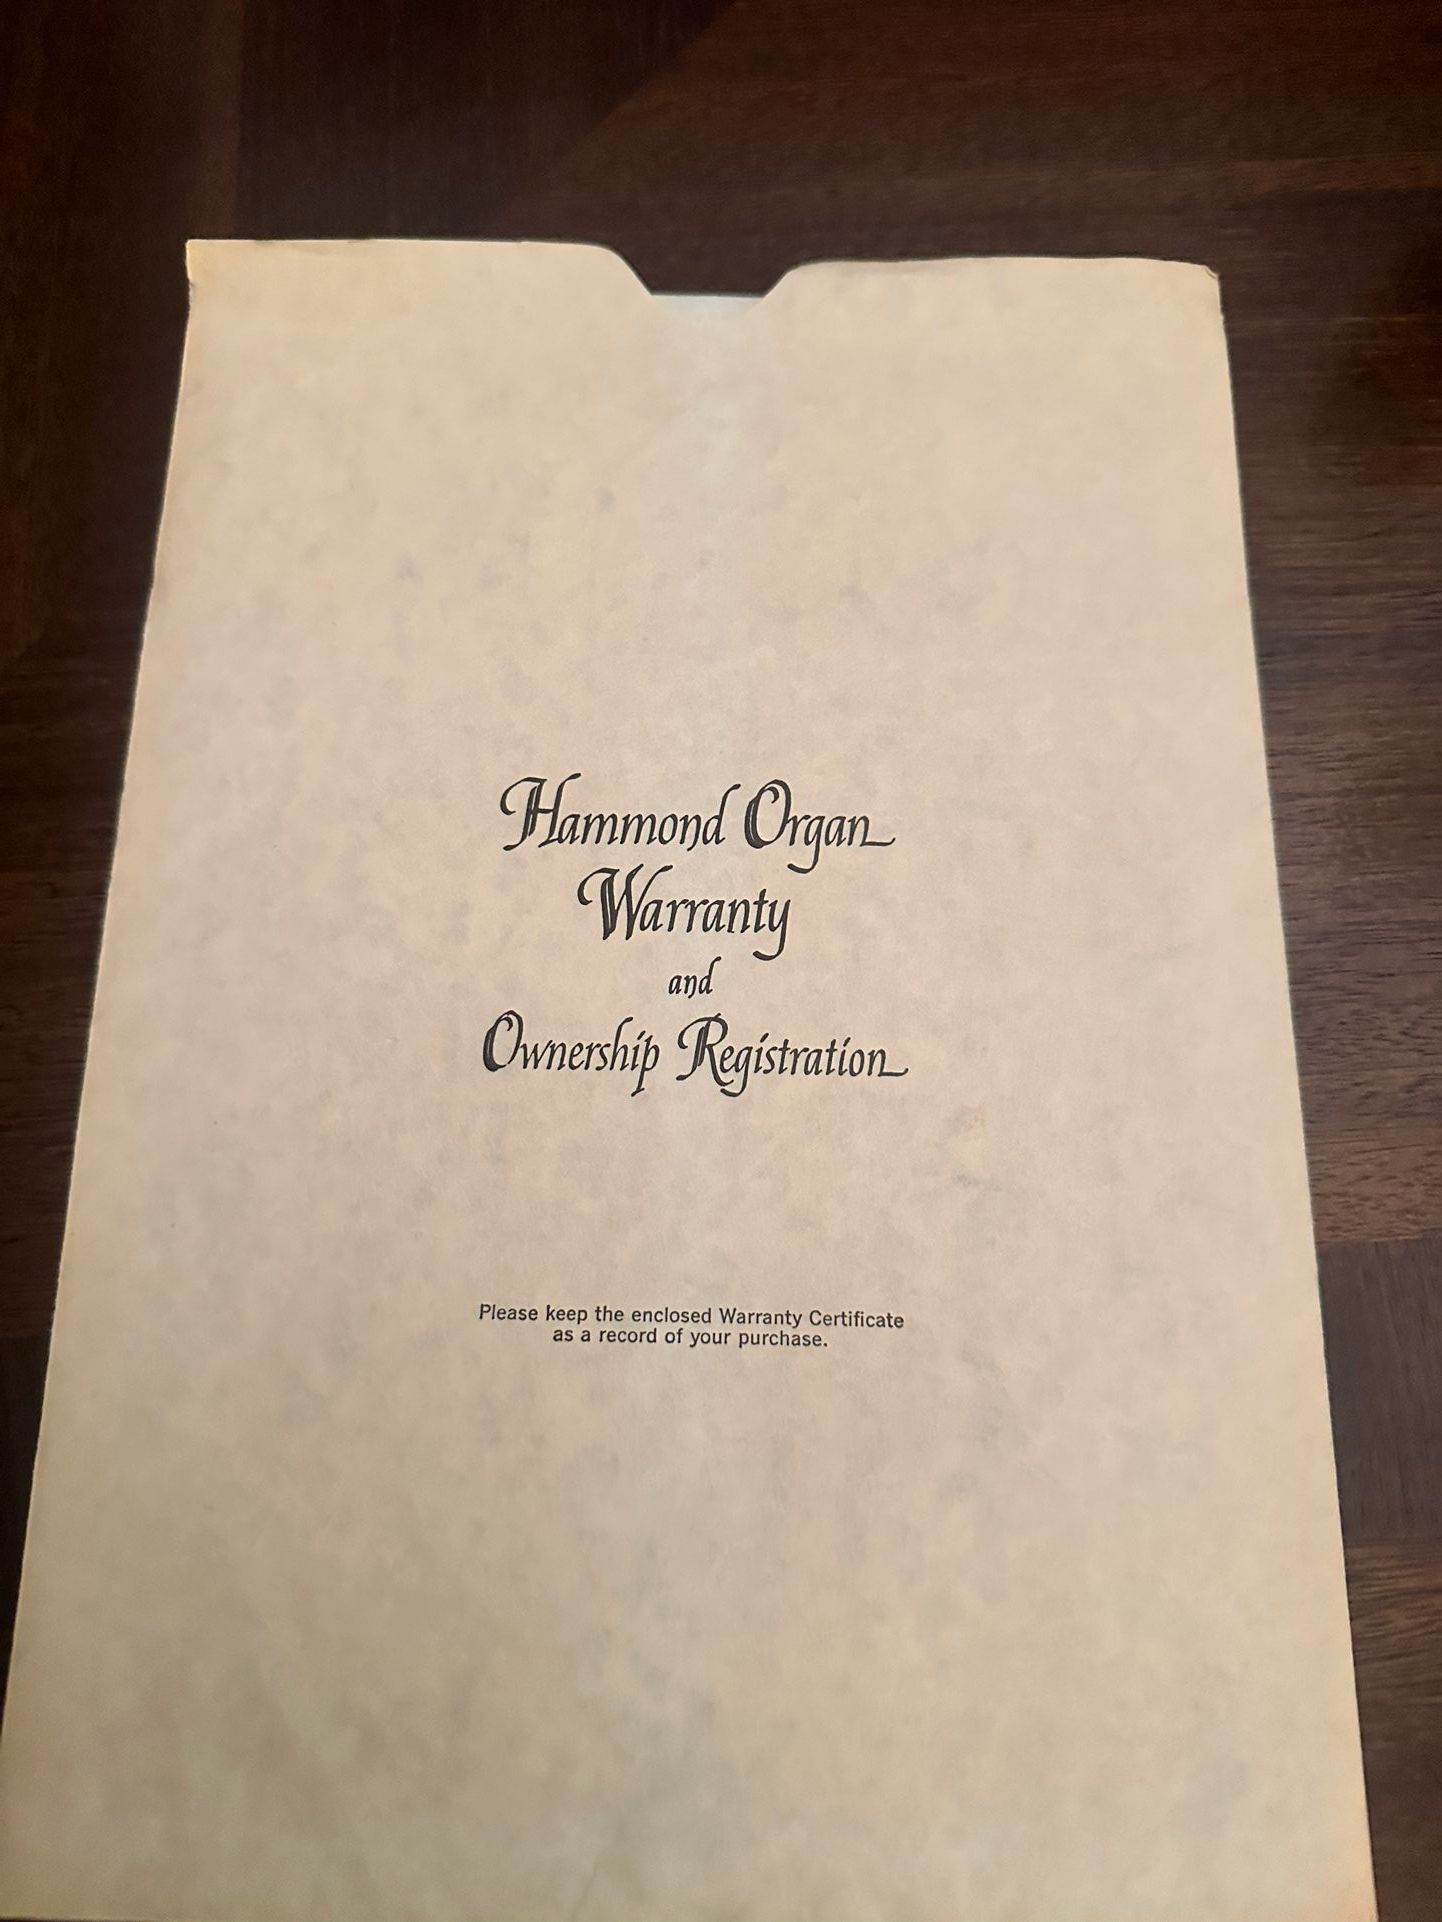 Hammond Organ
Warranty
and
Ownership Registration
Please keep the enclosed Warranty Certificate
as a record of your purchase.